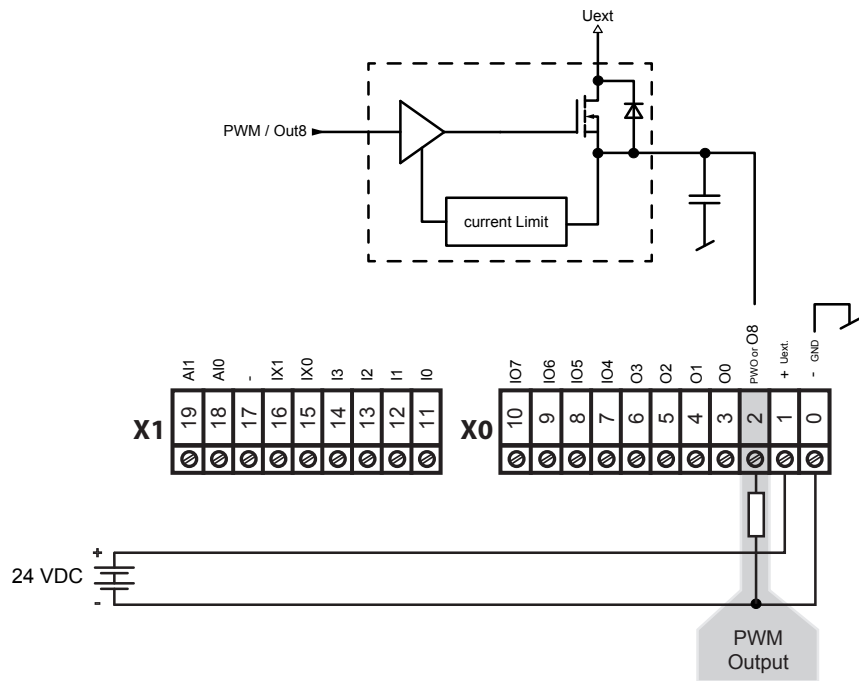 Uext
PWM / Out8
current Limit
AI1
AI0
-
IX1
IX0
I3
I2
I1
I0
IO7
IO6
IO5
IO4
O3
O2
O1
O0
PWO or O8
+ Uext.
- GND
X1
19
18
17
16
15
14
13
12
11
X0
10
9
8
7
6
5
4
3
2
1
0
+
24 VDC
-
PWM
Output